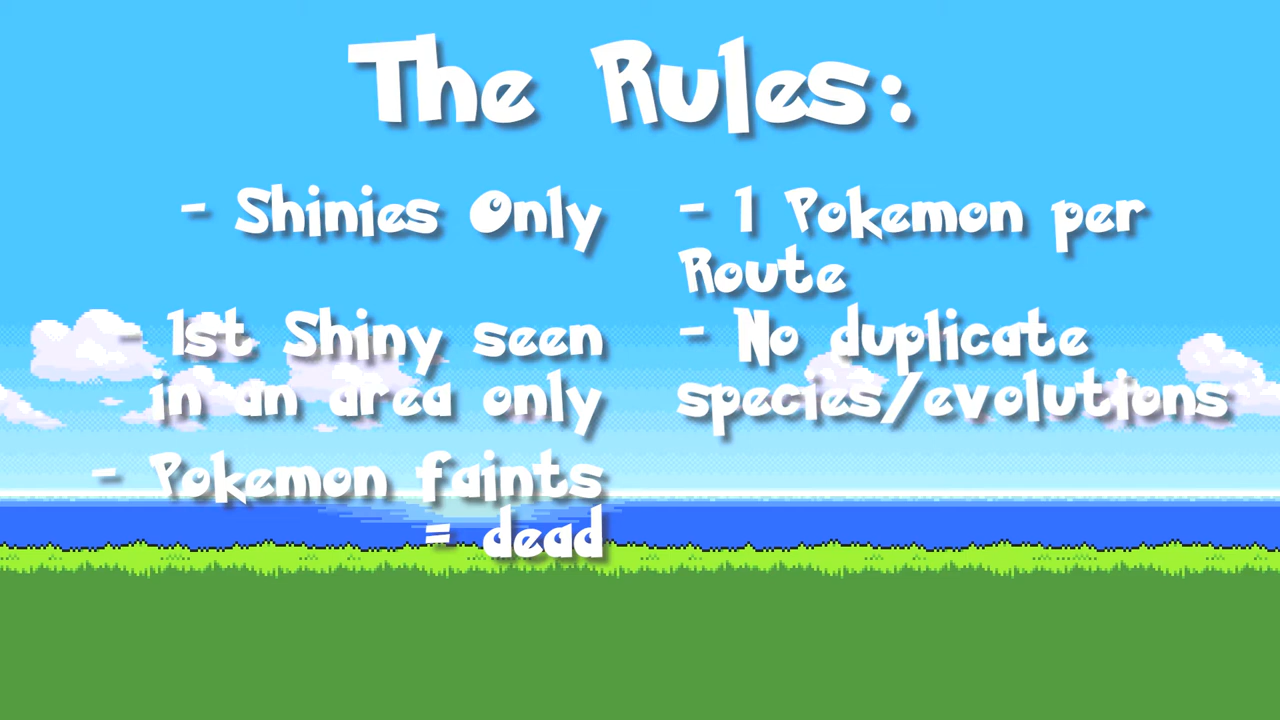 The Rules:
- Shinies Only
- 1st Shiny seen
in an area only
- Pokemon faints
= dead
- 1 Pokemon per
Route
- No duplicate
species/evolutions